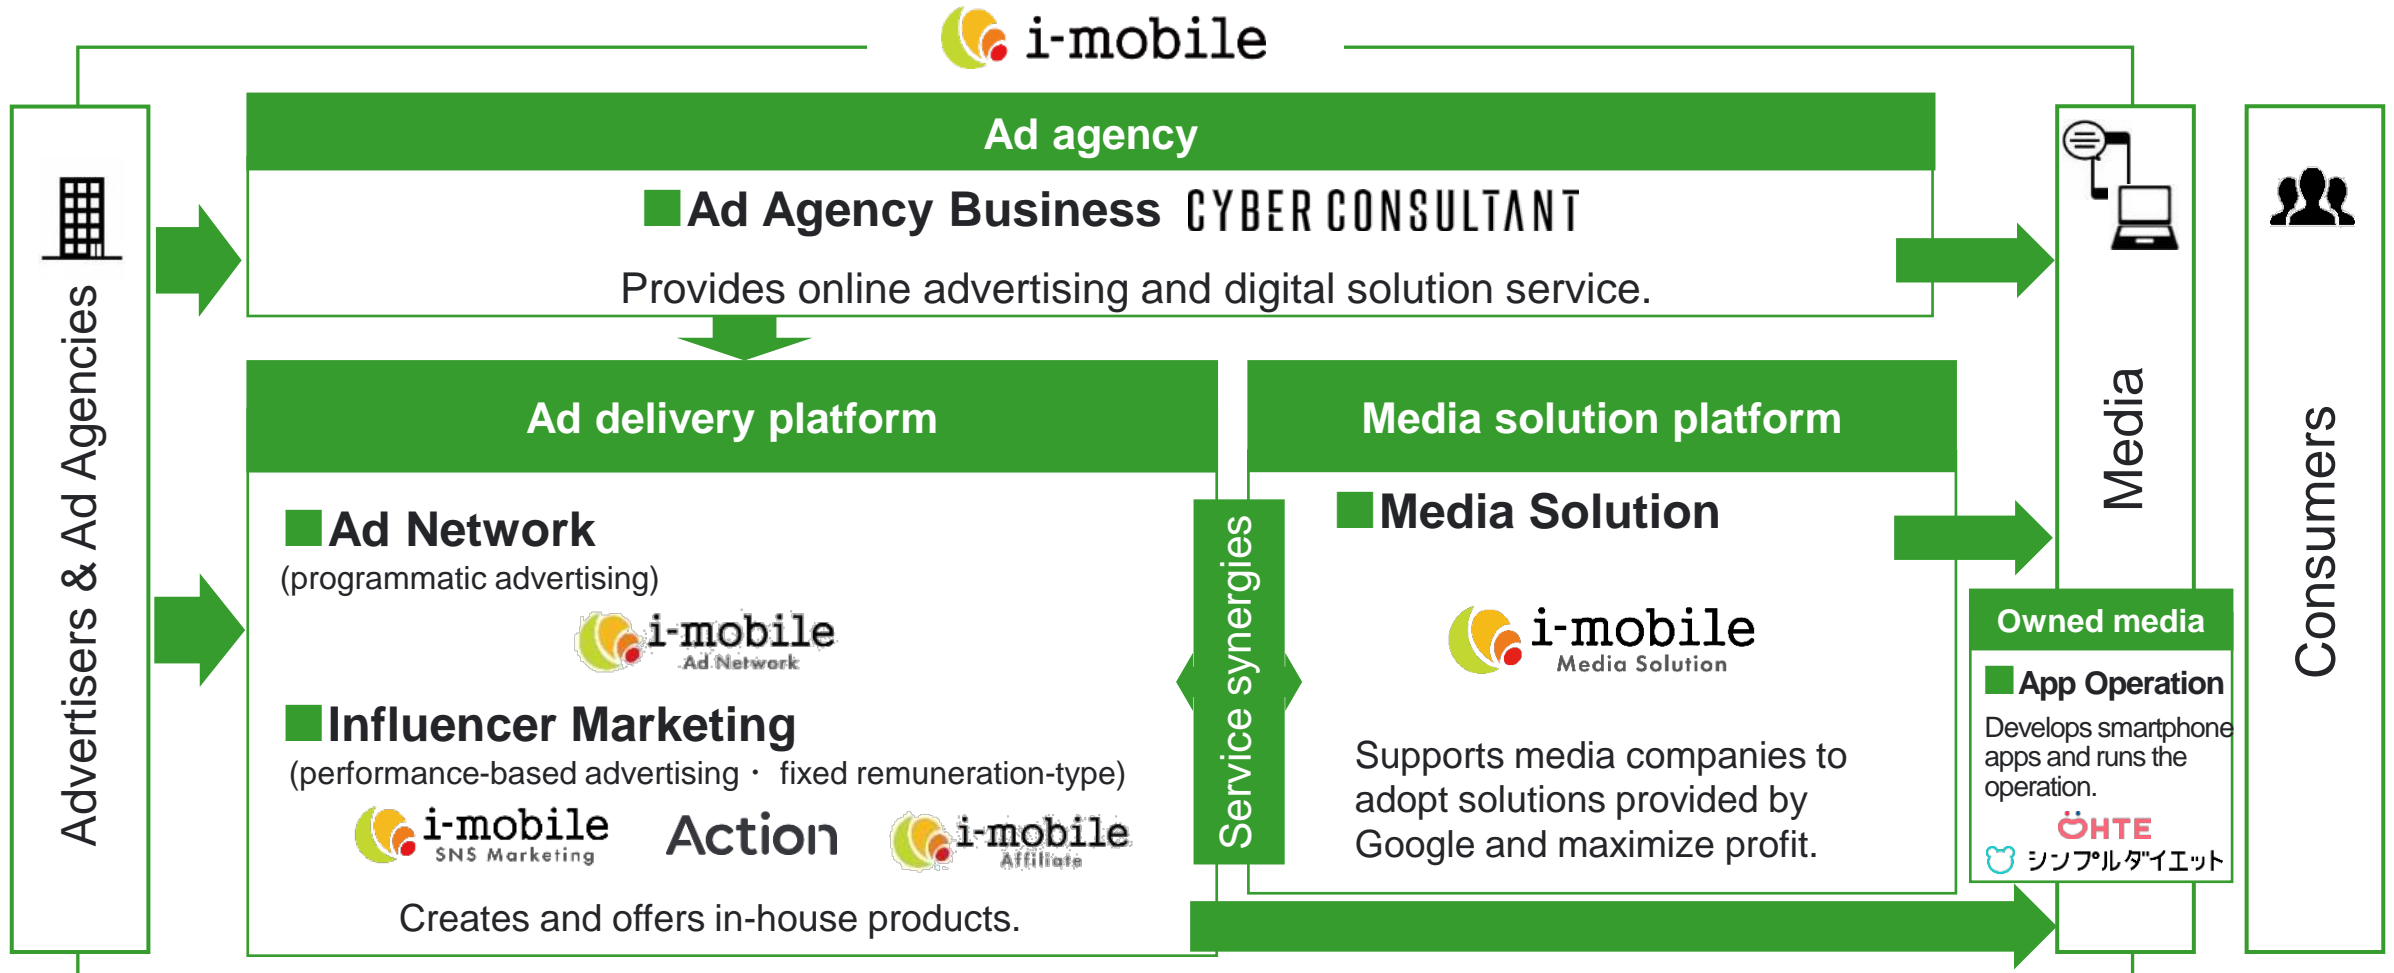 i-mobile
Ad agency
Ad Agency Business CYBER CONSULTANT
Provides online advertising and digital solution service.
Advertisers & Ad Agencies
Ad delivery platform
Ad Network
(programmatic advertising)
i-mobile
Ad Network
Influencer Marketing
(performance-based advertising・ fixed remuneration-type)
i-mobile
SNS Marketing
Action
i-mobile
Affiliate
Creates and offers in-house products.
Service synergies
Media solution platform
Media Solution
i-mobile
Media Solution
Supports media companies to
adopt solutions provided by
Google and maximize profit.
Media
Owned media
App Operation
Develops smartphone
apps and runs the
operation.
ÖHTE
シンプルダイエット
Consumers